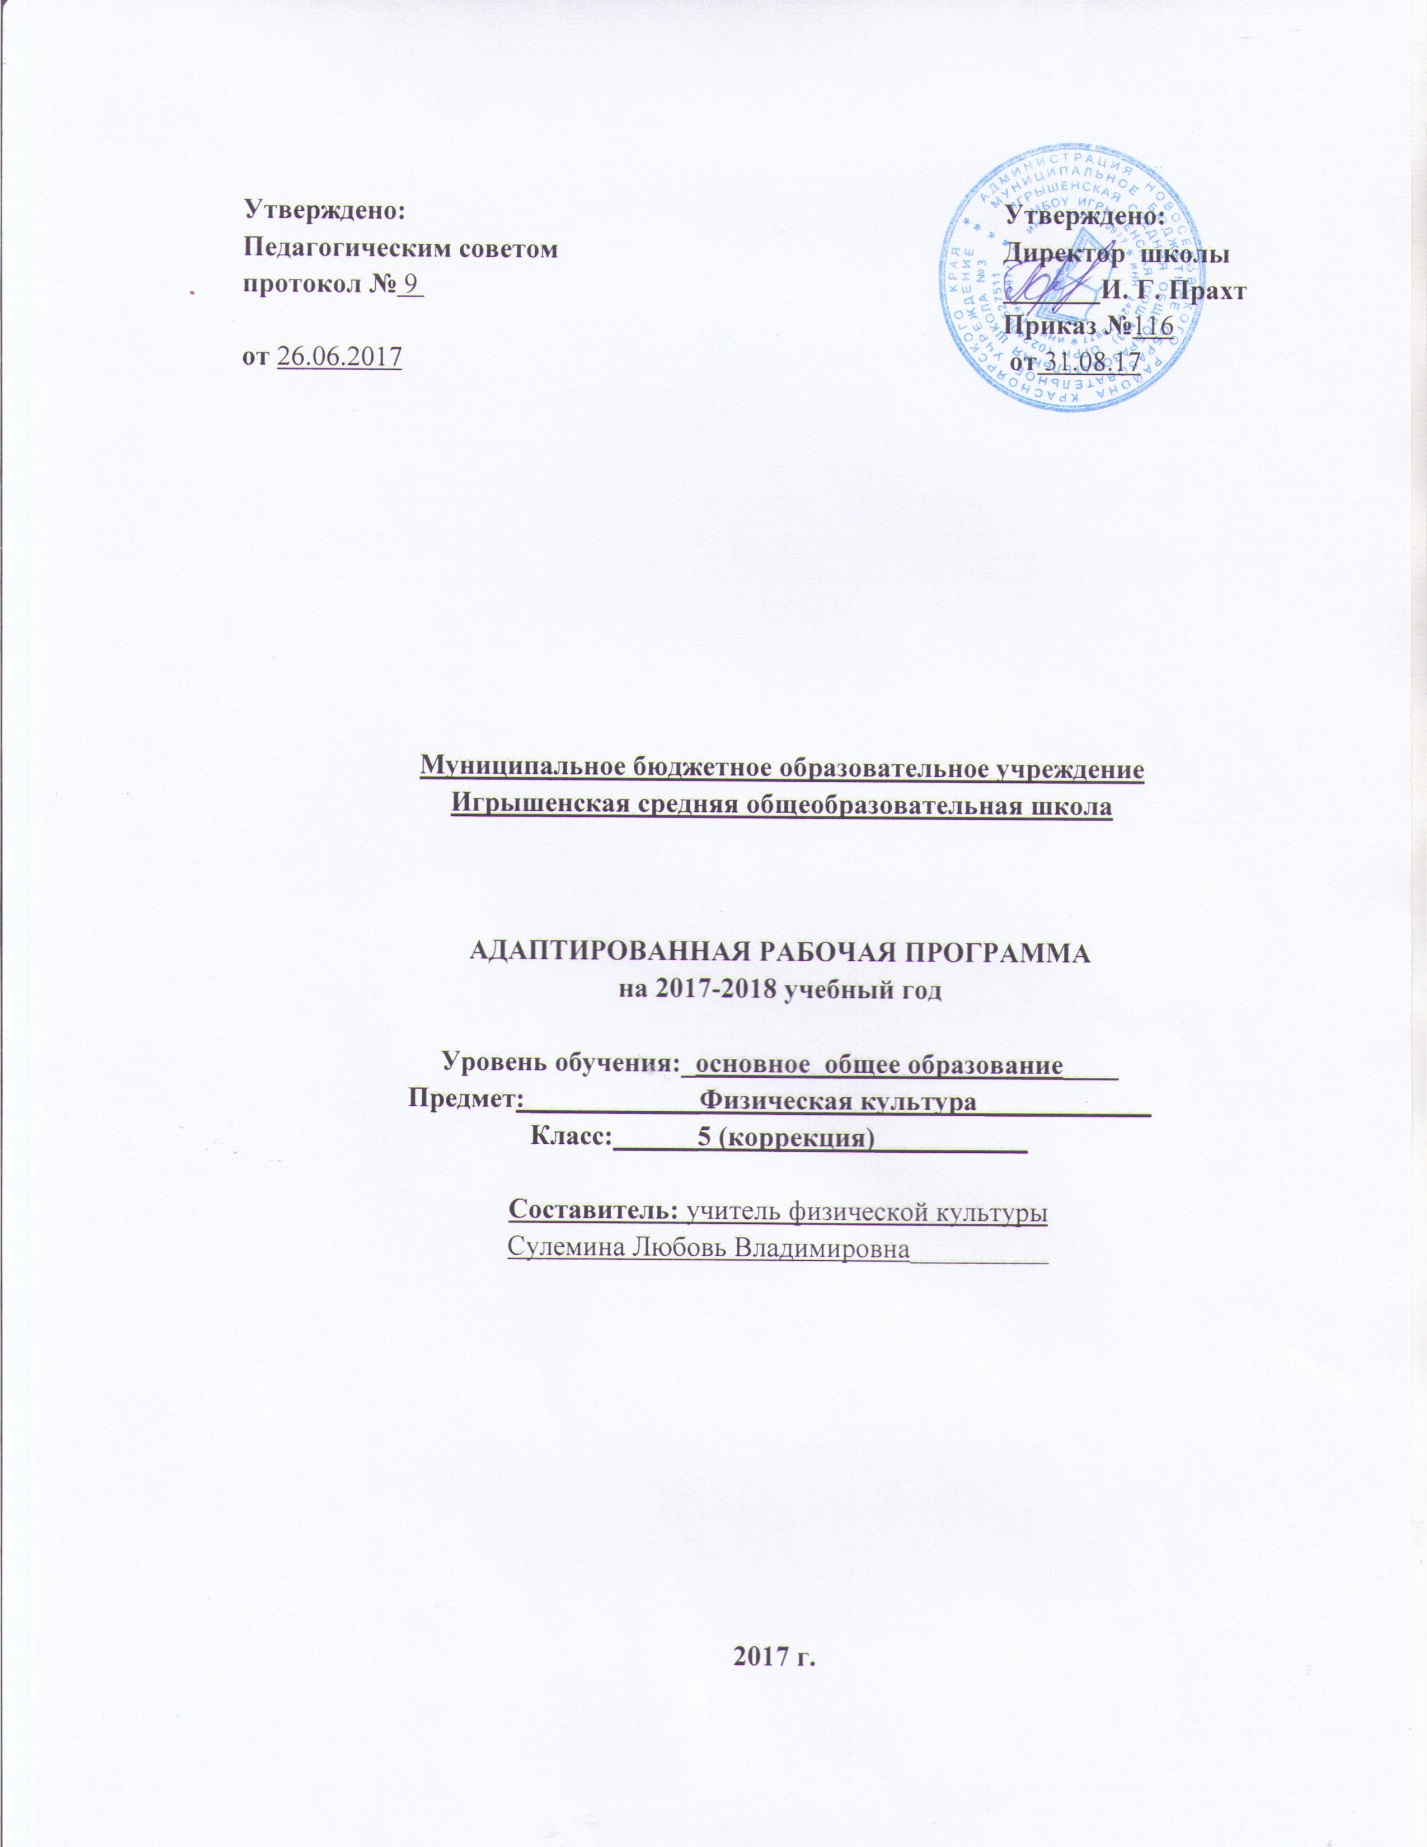 Утверждено:
Педагогическим советом
протокол № 9
от 26.06.2017
Утверждено:
Директор школы
И. Г. Прахт
Приказ №116
от 31.08.17
Муниципальное бюджетное образовательное учреждение
Игрышенская средняя общеобразовательная школа
АДАПТИРОВАННАЯ РАБОЧАЯ ПРОГРАММА
на 2017-2018 учебный год
Уровень обучения: основное общее образование
Предмет: Физическая культура
Класс: 5 (коррекция)
Составитель: учитель физической культуры
Сулемина Любовь Владимировна
2017 г.